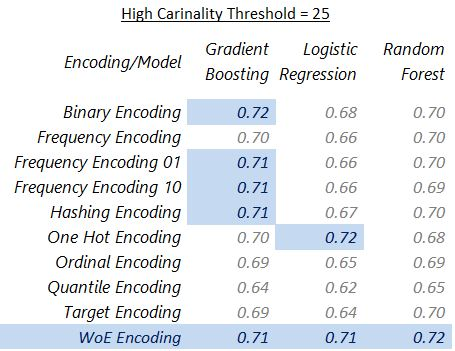 High Carinality Threshold = 25
Encoding/Model Gradient Boosting Logistic Regression Random Forest
Binary Encoding 0.72 0.68 0.70
Frequency Encoding 0.70 0.66 0.70
Frequency Encoding 01 0.71 0.66 0.70
Frequency Encoding 10 0.71 0.66 0.69
Hashing Encoding 0.71 0.67 0.70
One Hot Encoding 0.70 0.72 0.68
Ordinal Encoding 0.69 0.65 0.69
Quantile Encoding 0.64 0.62 0.65
Target Encoding 0.69 0.64 0.70
WoE Encoding 0.71 0.71 0.72